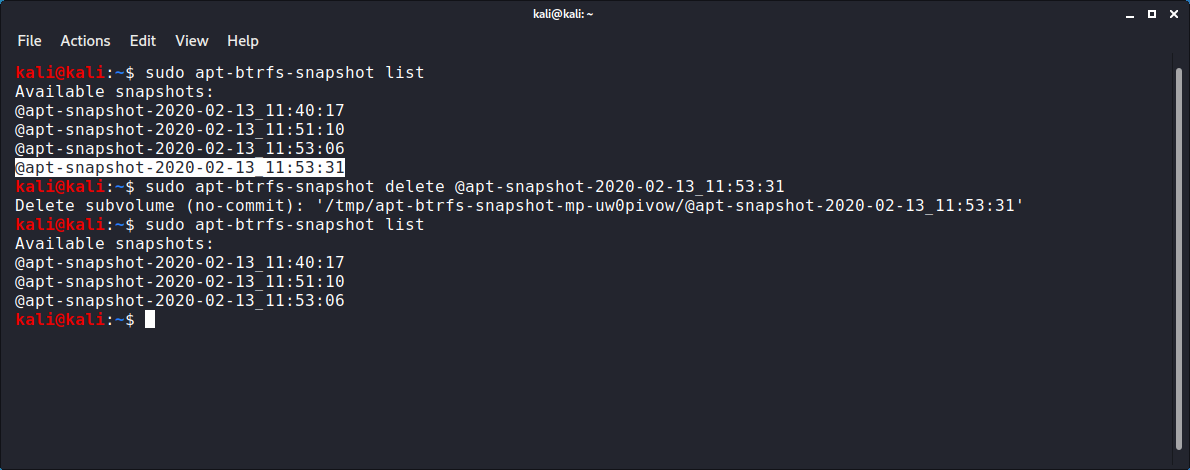 kali@kali: ~
File Actions Edit View Help
kali@kali:~$ sudo apt-btrfs-snapshot list
Available snapshots:
@apt-snapshot-2020-02-13_11:40:17
@apt-snapshot-2020-02-13_11:51:10
@apt-snapshot-2020-02-13_11:53:06
@apt-snapshot-2020-02-13_11:53:31
kali@kali:~$ sudo apt-btrfs-snapshot delete @apt-snapshot-2020-02-13_11:53:31
Delete subvolume (no-commit): '/tmp/apt-btrfs-snapshot-mp-uw0pivow/@apt-snapshot-2020-02-13_11:53:31'
kali@kali:~$ sudo apt-btrfs-snapshot list
Available snapshots:
@apt-snapshot-2020-02-13_11:40:17
@apt-snapshot-2020-02-13_11:51:10
@apt-snapshot-2020-02-13_11:53:06
kali@kali:~$